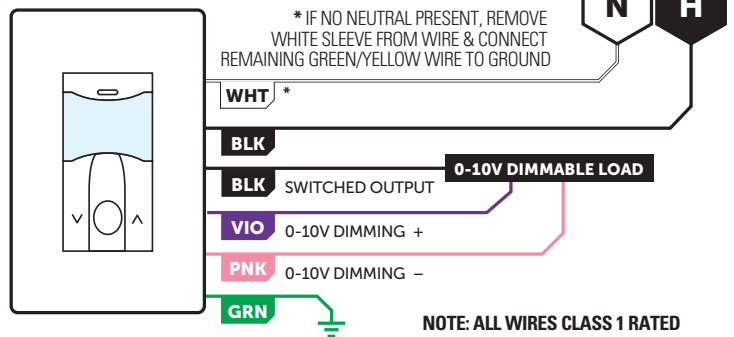 N H
* IF NO NEUTRAL PRESENT, REMOVE
WHITE SLEEVE FROM WIRE & CONNECT
REMAINING GREEN/YELLOW WIRE TO GROUND
WHT *
BLK
0-10V DIMMABLE LOAD
BLK SWITCHED OUTPUT
VIO 0-10V DIMMING +
PNK 0-10V DIMMING –
GRN
NOTE: ALL WIRES CLASS 1 RATED